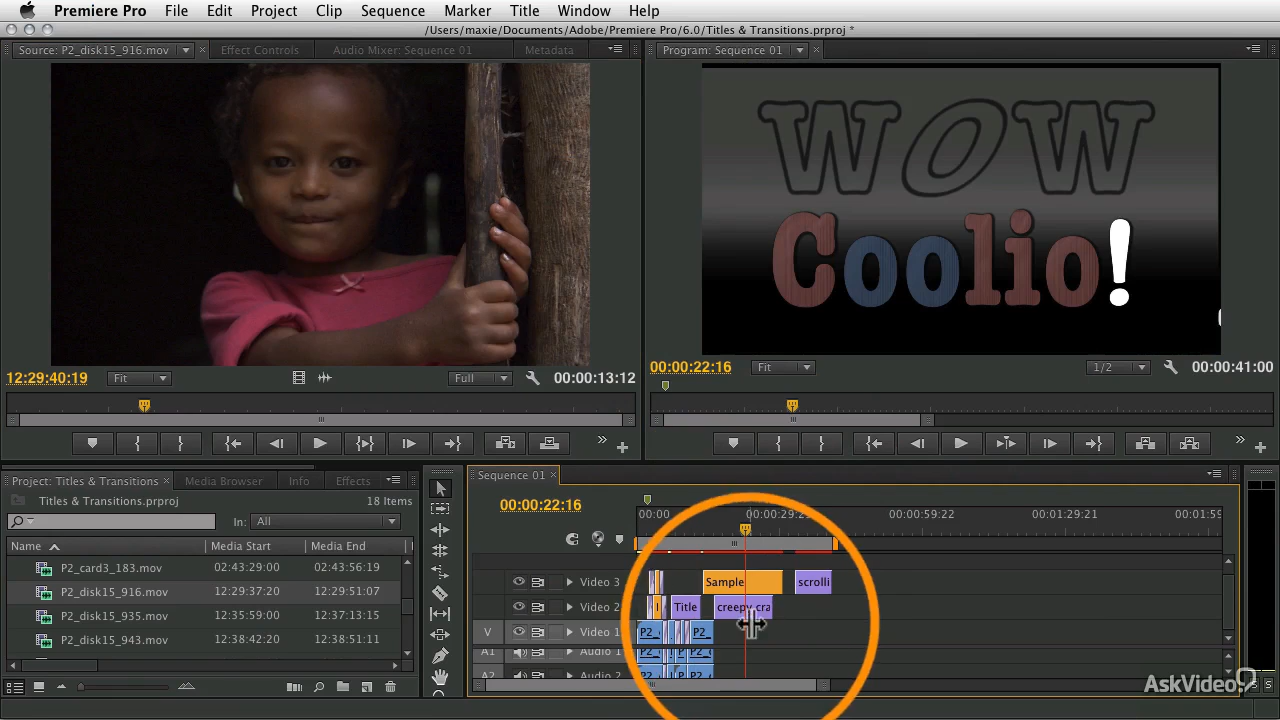 Premiere Pro File Edit Project Clip Sequence Marker Title Window Help
/Users/maxie/Documents/Adobe/Premiere Pro/6.0/Titles & Transitions.prproj *
Source: P2_disk15_916.mov Effect Controls Audio Mixer: Sequence 01 Metadata
Program: Sequence 01
WOW
Coolio!
12:29:40:19 Fit Full 00:00:13:12
00:00:22:16 Fit 1/2 00:00:41:00
Project: Titles & Transitions Media Browser Info Effects
Titles & Transitions.prproj 18 Items
In: All
Name Media Start Media End
P2_card3_183.mov 02:43:29:00 02:43:56:19
P2_disk15_916.mov 12:29:37:20 12:29:51:07
P2_disk15_935.mov 12:35:59:00 12:37:13:15
P2_disk15_943.mov 12:38:42:20 12:38:51:11
Sequence 01
00:00:22:16
00:00 00:00:29:2 00:00:59:22 00:01:29:21 00:01:59
Video 3 Sample scrolli
Video 2 Title creepy cra
V Video 1 P2_ P2_
A1 Audio 1 P2_ P P2_
A2 Audio 2
AskVideo